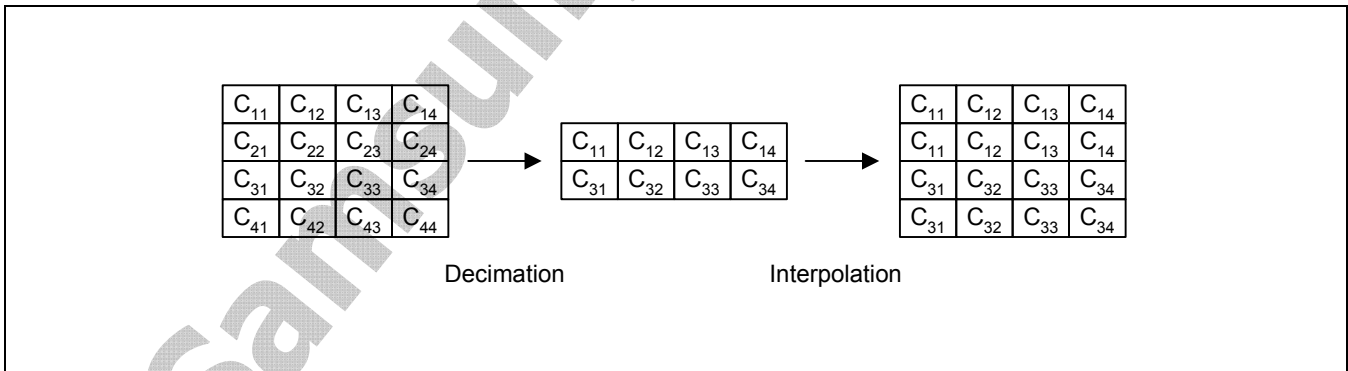 C11 C12 C13 C14
C21 C22 C23 C24
C31 C32 C33 C34
C41 C42 C43 C44
C11 C12 C13 C14
C31 C32 C33 C34
C11 C12 C13 C14
C11 C12 C13 C14
C31 C32 C33 C34
C31 C32 C33 C34
Decimation
Interpolation